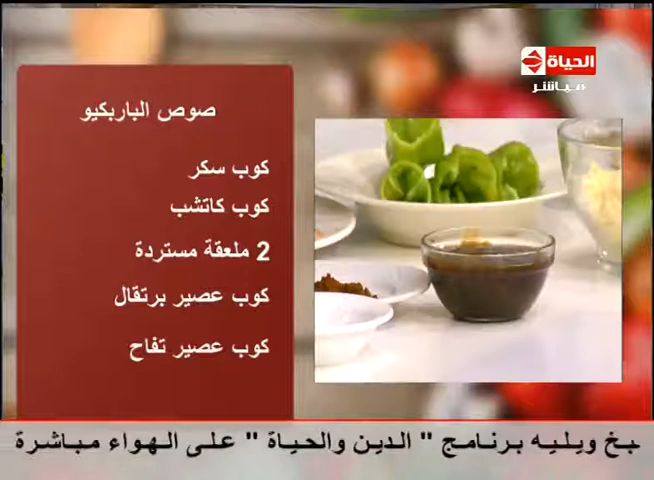 الحياة
مباشر
صوص الباربكيو
كوب سكر
كوب كاتشب
2 ملعقة مستردة
كوب عصير برتقال
كوب عصير تفاح
بخ ويليه برنامج " الدين والحياة " على الهواء مباشرة